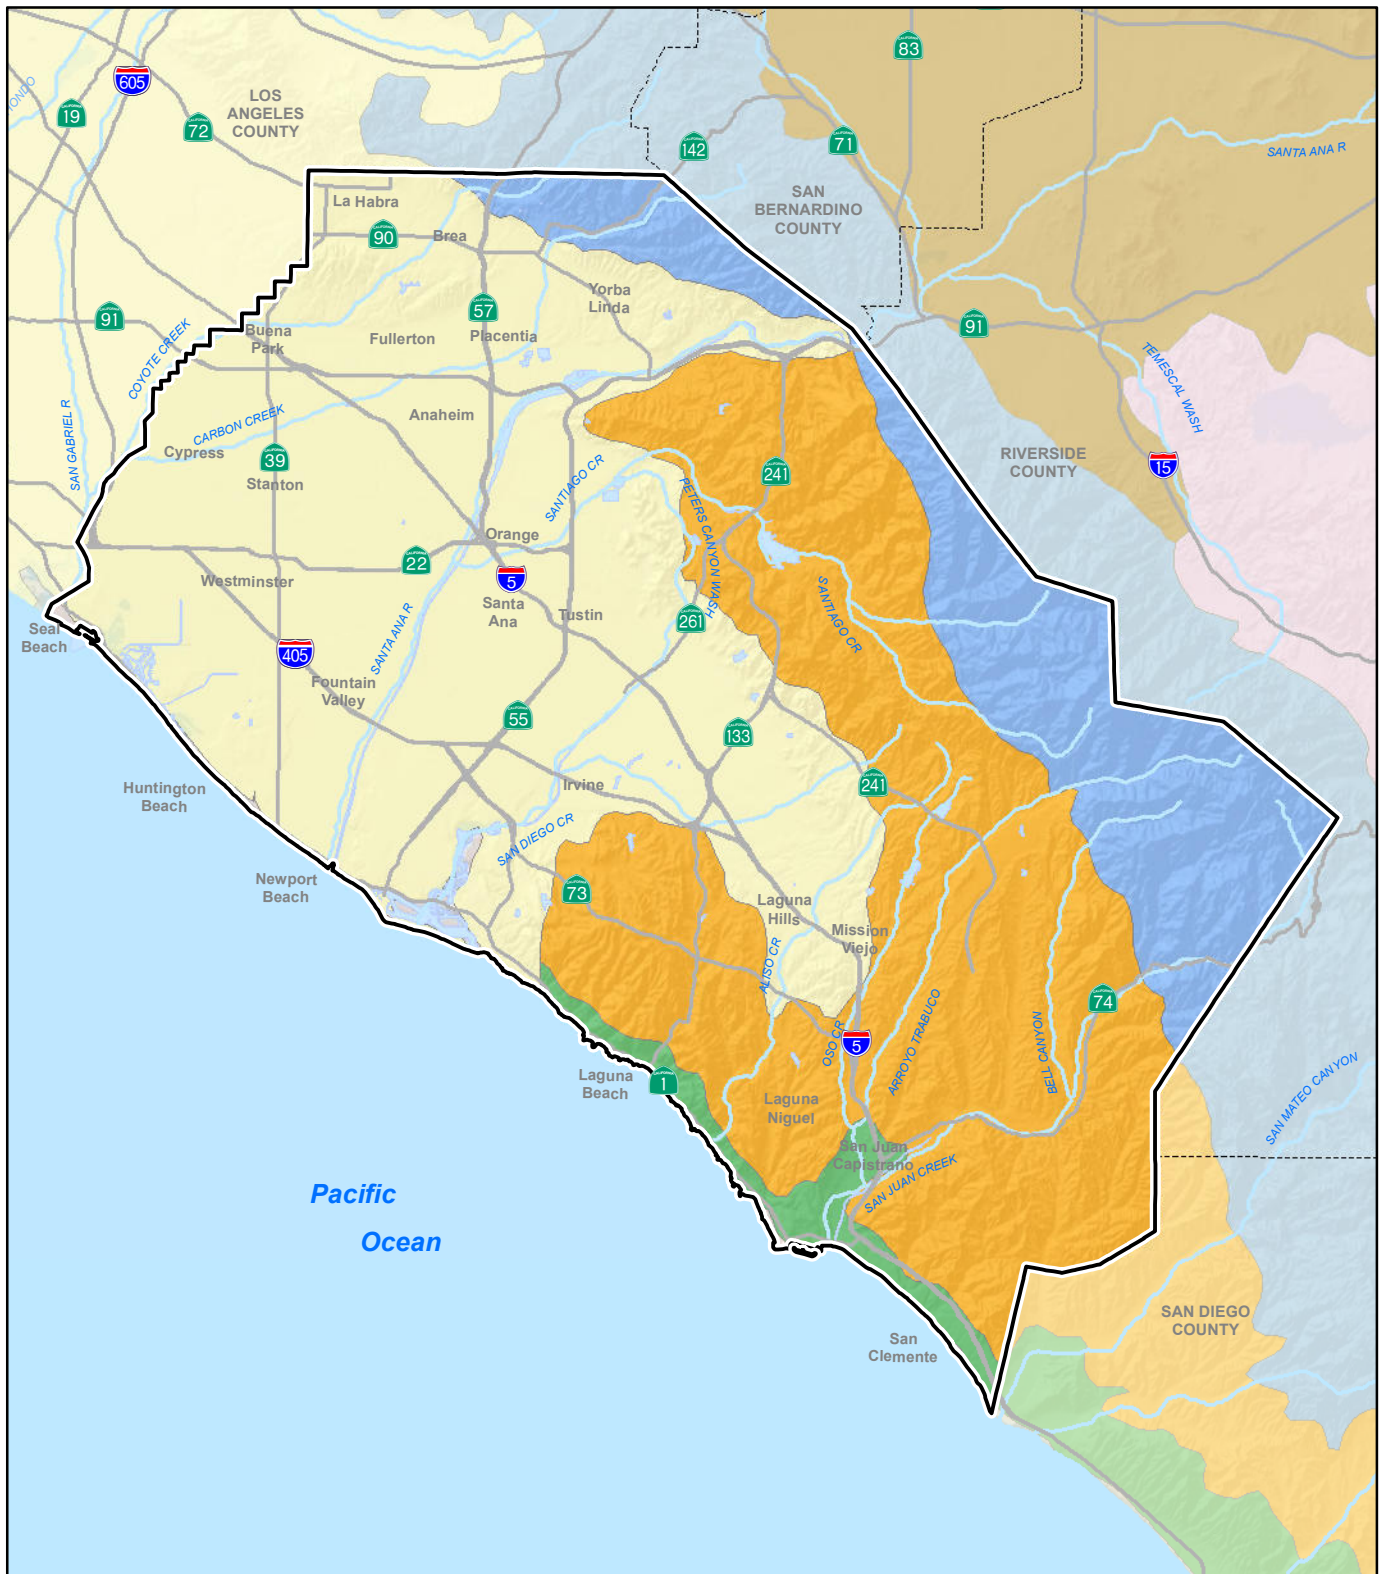 83
605
LOS
ANGELES
COUNTY
19
72
142
71
SANTA ANA R
SAN
BERNARDINO
COUNTY
La Habra
90
Brea
Yorba
Linda
57
91
COYOTE CREEK
Buena
Park
Fullerton
Placentia
91
TEMESCAL WASH
SAN GABRIEL R
CARBON CREEK
Anaheim
Cypress
39
Stanton
SANTIAGO CR
241
PETERS CANYON WASH
RIVERSIDE
COUNTY
15
Orange
22
5
Westminster
Santa
Ana
Tustin
261
SANTIAGO CR
SANTA ANA R
Seal
Beach
405
Fountain
Valley
55
133
241
Huntington
Beach
Irvine
SAN DIEGO CR
Newport
Beach
73
Laguna
Hills
Mission
Viejo
ALISO CR
74
OSO CR
5
ARROYO TRABUCO
BELL CANYON
Laguna
Beach
1
Laguna
Niguel
SAN MATEO CANYON
San Juan
Capistrano
SAN JUAN CREEK
Pacific
Ocean
SAN DIEGO
COUNTY
San
Clemente